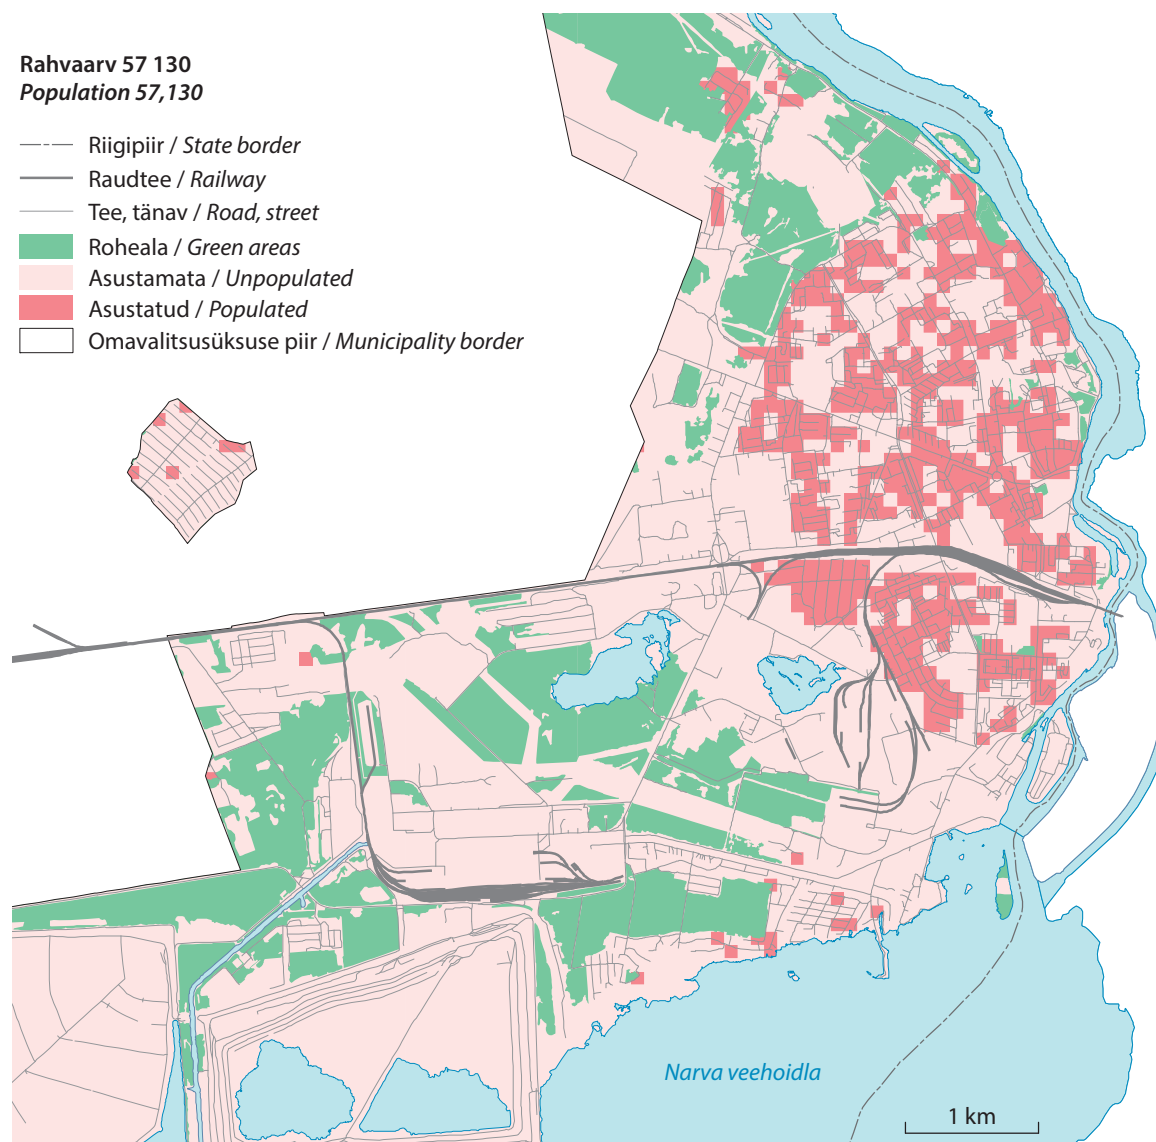 Rahvaarv 57 130
Population 57,130
Riigipiir / State border
Raudtee / Railway
Tee, tänav / Road, street
Roheala / Green areas
Asustamata / Unpopulated
Asustatud / Populated
Omavalitsusüksuse piir / Municipality border
Narva veehoidla
1 km